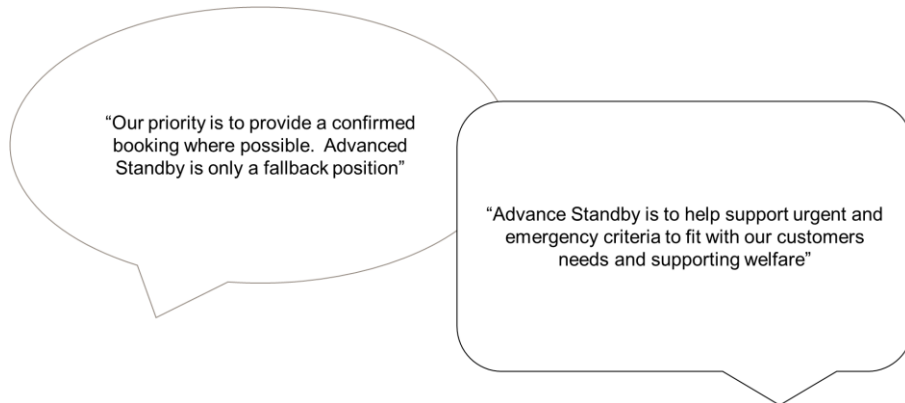 “Our priority is to provide a confirmed
booking where possible.  Advanced
Standby is only a fallback position”
“Advance Standby is to help support urgent and
emergency criteria to fit with our customers
needs and supporting welfare”